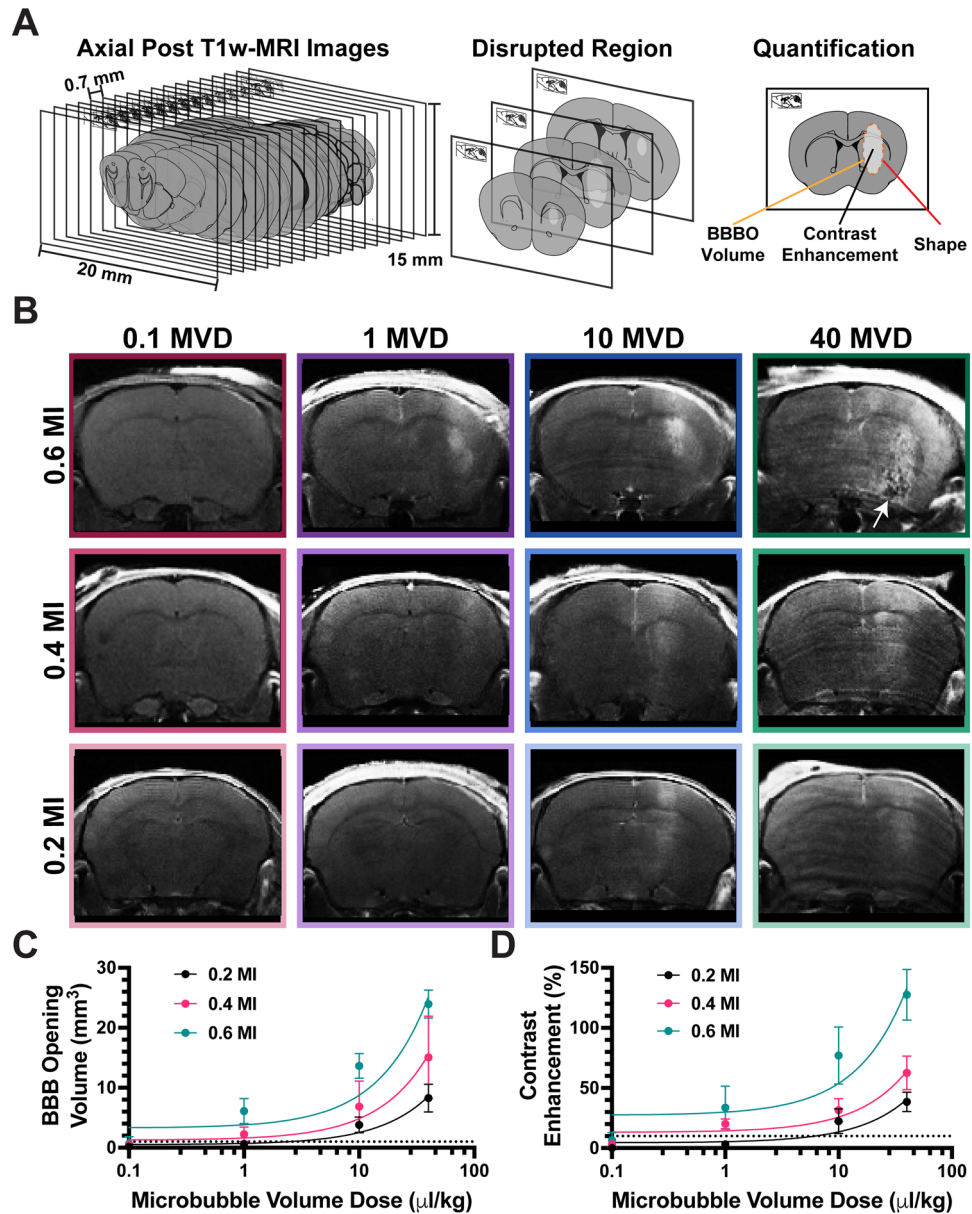 A
Axial Post T1w-MRI Images
Disrupted Region
Quantification
0.7 mm
15 mm
20 mm
BBBO
Volume
Contrast
Enhancement
Shape
B
0.1 MVD
1 MVD
10 MVD
40 MVD
0.6 MI
0.4 MI
0.2 MI
C
BBB Opening
Volume (mm³)
30
20
10
0
0.2 MI
0.4 MI
0.6 MI
0.1
1
10
100
Microbubble Volume Dose (μl/kg)
D
Contrast
Enhancement (%)
150
100
50
0
0.2 MI
0.4 MI
0.6 MI
0.1
1
10
100
Microbubble Volume Dose (μl/kg)